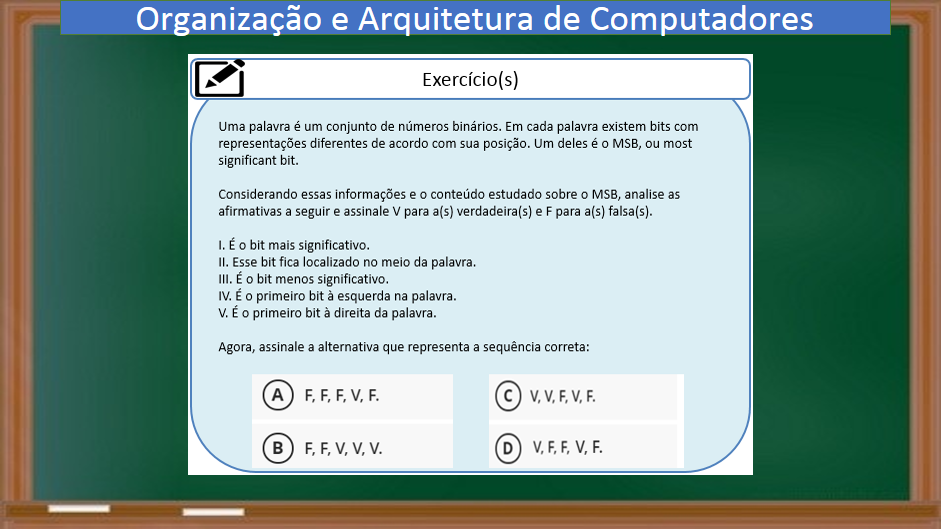 Organização e Arquitetura de Computadores
Exercício(s)
Uma palavra é um conjunto de números binários. Em cada palavra existem bits com
representações diferentes de acordo com sua posição. Um deles é o MSB, ou most
significant bit.
Considerando essas informações e o conteúdo estudado sobre o MSB, analise as
afirmativas a seguir e assinale V para a(s) verdadeira(s) e F para a(s) falsa(s).
I. É o bit mais significativo.
II. Esse bit fica localizado no meio da palavra.
III. É o bit menos significativo.
IV. É o primeiro bit à esquerda na palavra.
V. É o primeiro bit à direita da palavra.
Agora, assinale a alternativa que representa a sequência correta:
A F, F, F, V, F.
B F, F, V, V, V.
C V, V, F, V, F.
D V, F, F, V, F.